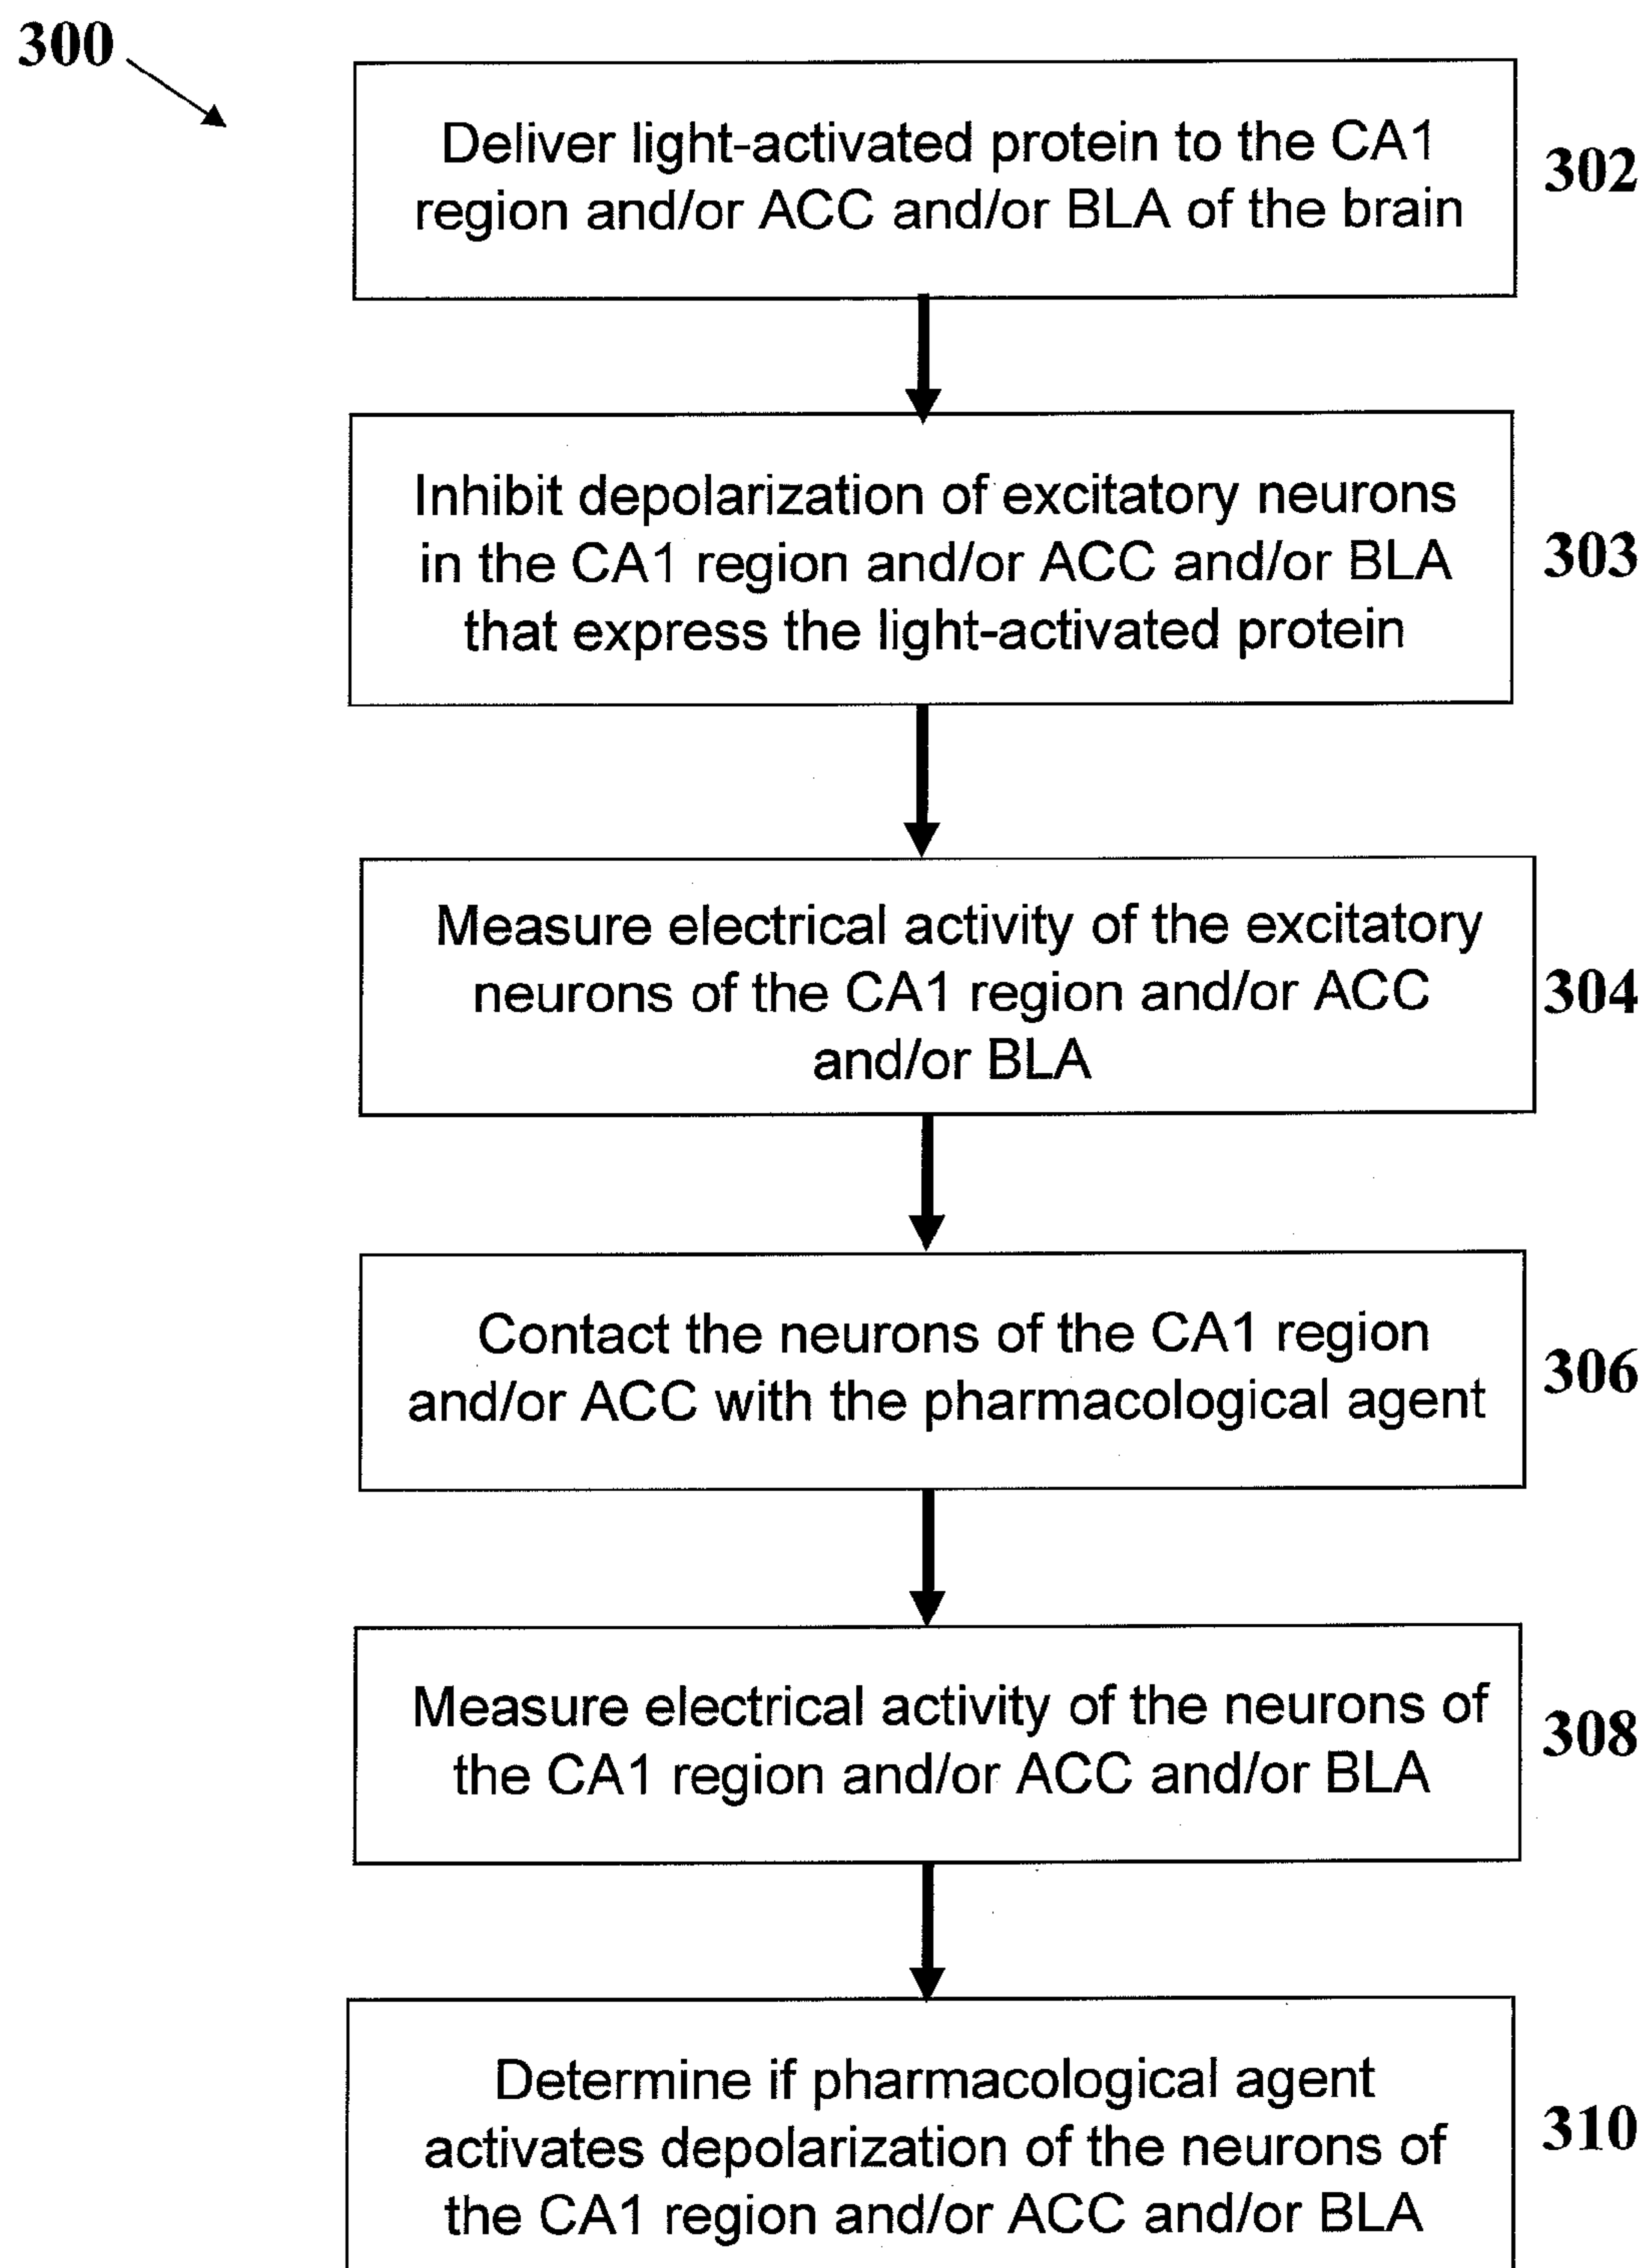 300
Deliver light-activated protein to the CA1
region and/or ACC and/or BLA of the brain
302
Inhibit depolarization of excitatory neurons
in the CA1 region and/or ACC and/or BLA
that express the light-activated protein
303
Measure electrical activity of the excitatory
neurons of the CA1 region and/or ACC
and/or BLA
304
Contact the neurons of the CA1 region
and/or ACC with the pharmacological agent
306
Measure electrical activity of the neurons of
the CA1 region and/or ACC and/or BLA
308
Determine if pharmacological agent
activates depolarization of the neurons of
the CA1 region and/or ACC and/or BLA
310